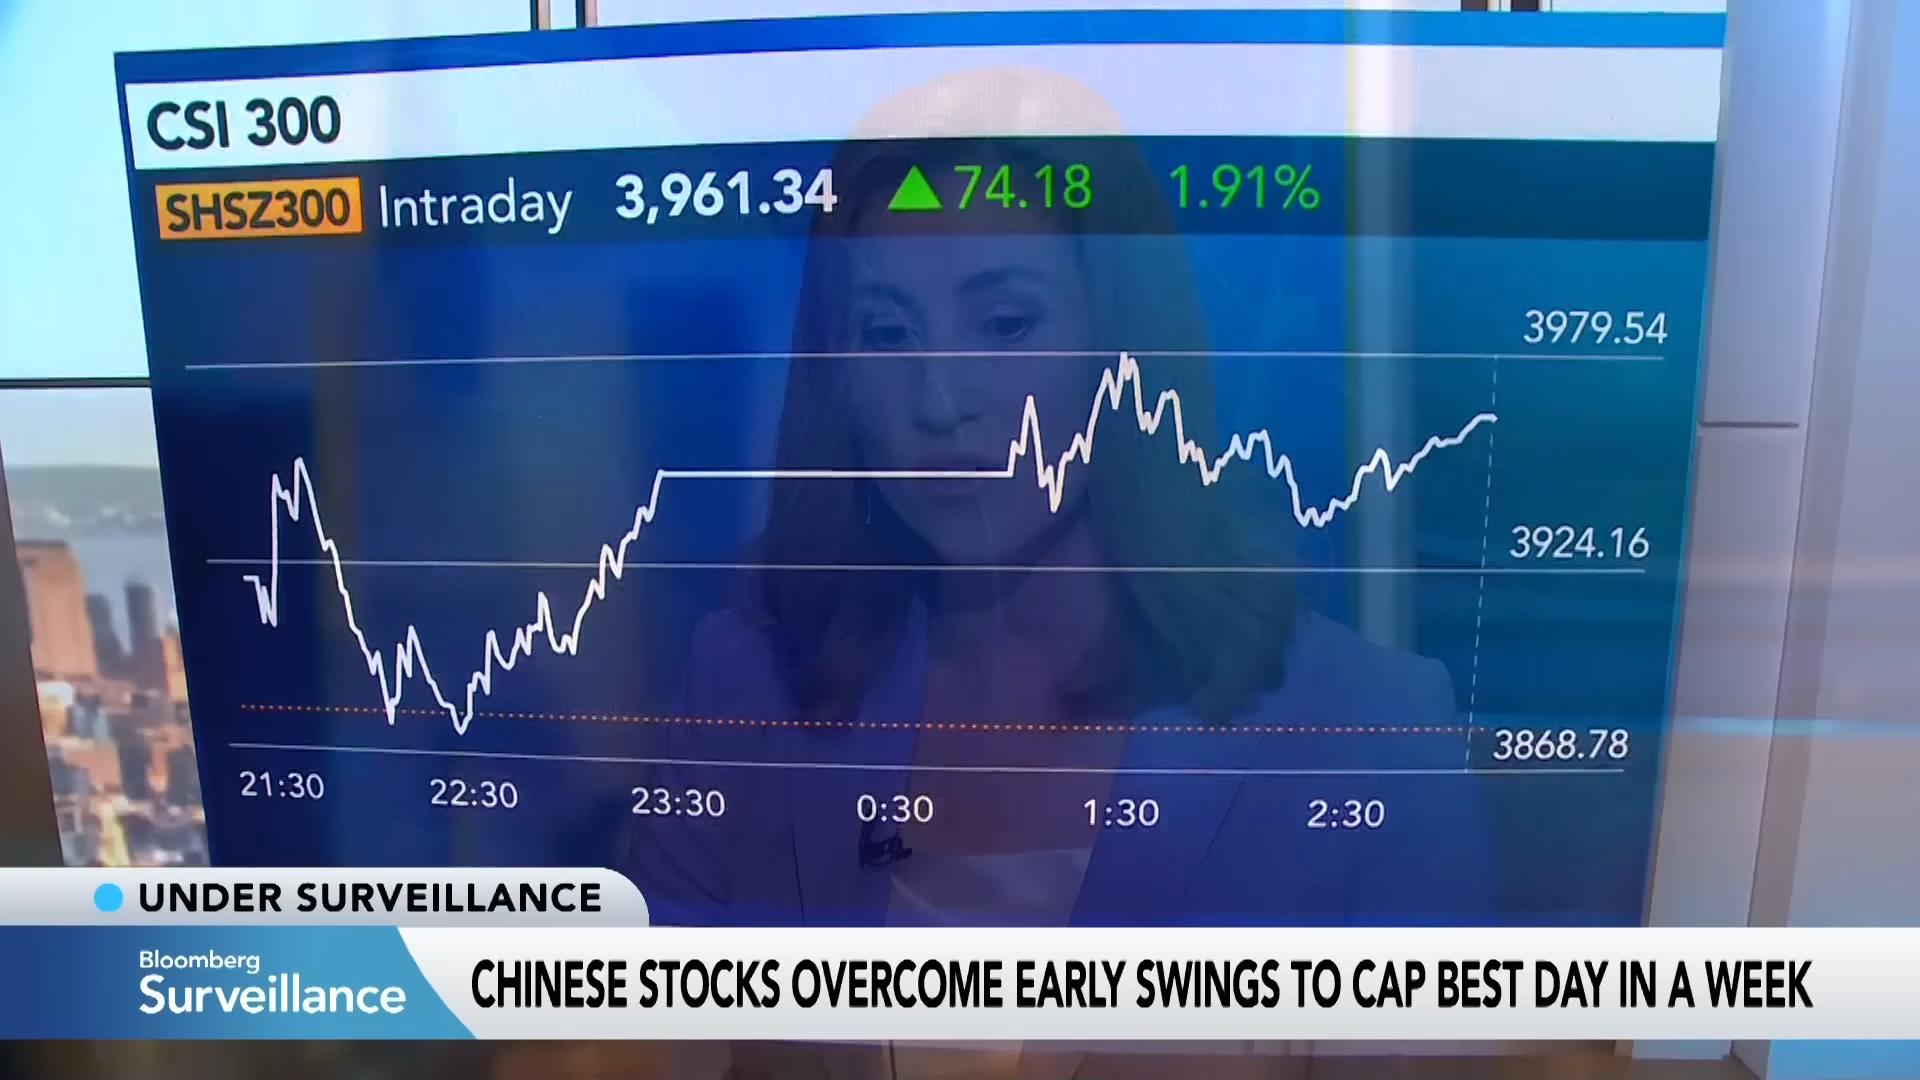 CSI 300
SHSZ300 Intraday 3,961.34 ▲74.18 1.91%
3979.54
3924.16
3868.78
21:30 22:30 23:30 0:30 1:30 2:30
UNDER SURVEILLANCE
Bloomberg
Surveillance
CHINESE STOCKS OVERCOME EARLY SWINGS TO CAP BEST DAY IN A WEEK